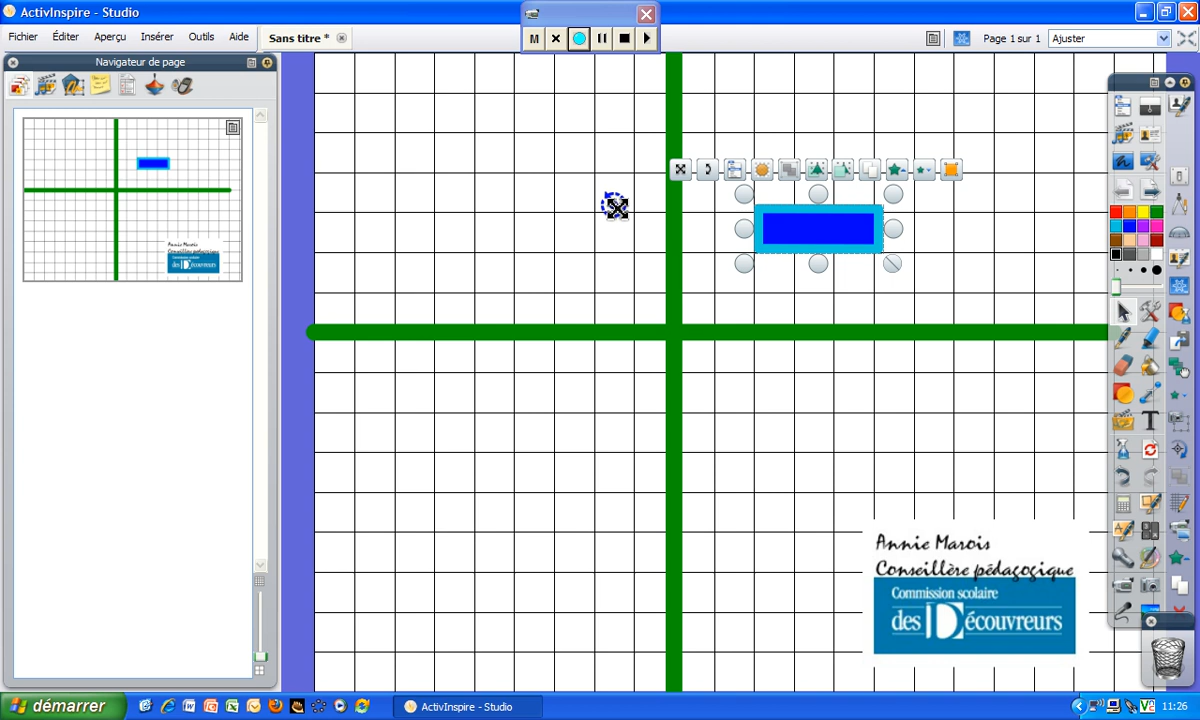 ActivInspire - Studio
Fichier Éditer Aperçu Insérer Outils Aide
Sans titre *
M
Page 1 sur 1
Ajuster
Navigateur de page
Annie Marois
Conseillère pédagogique
Commission scolaire
des Découvreurs
T
démarrer
ActivInspire - Studio
11:26